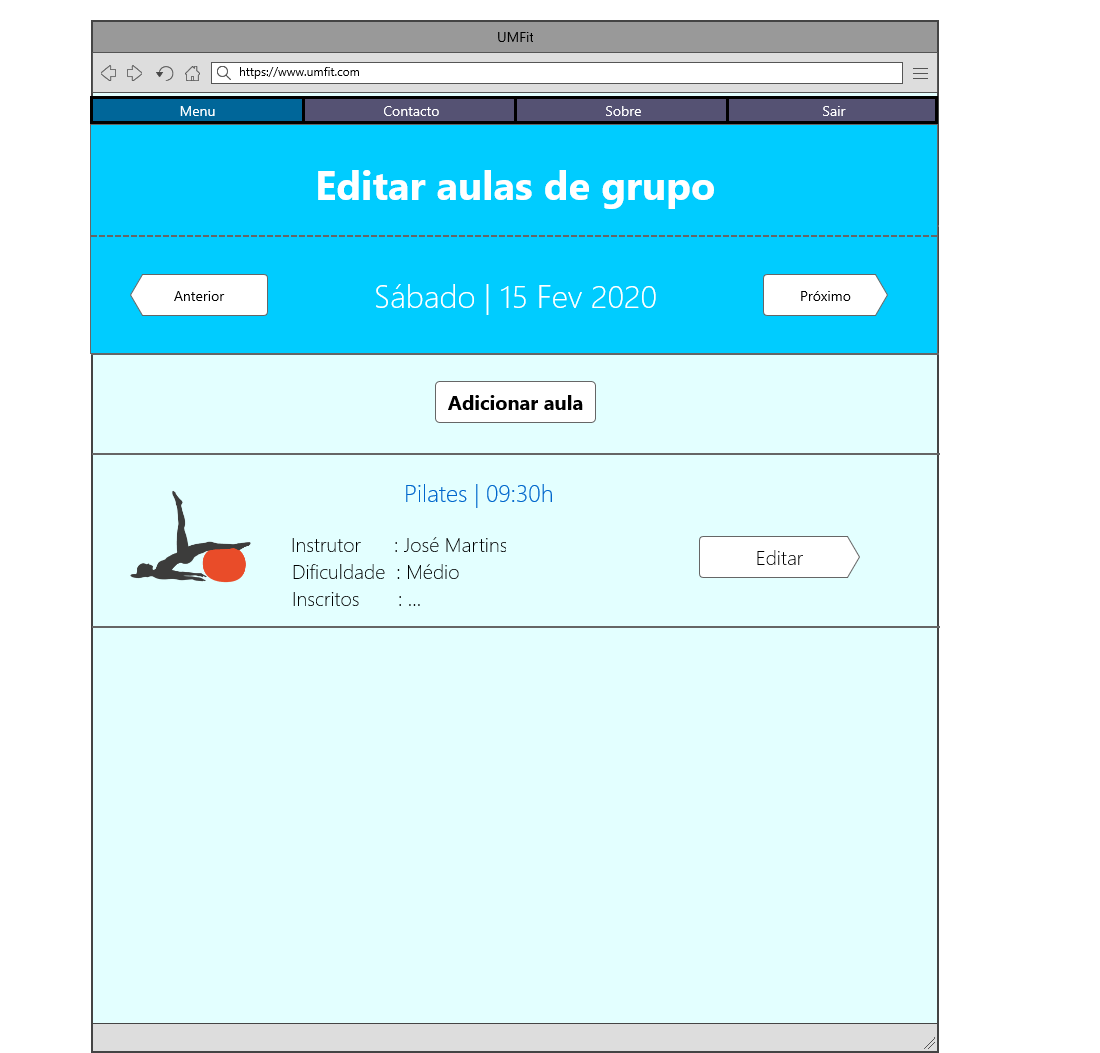 UMFit
https://www.umfit.com
Menu Contacto Sobre Sair
Editar aulas de grupo
Anterior Sábado | 15 Fev 2020 Próximo
Adicionar aula
Pilates | 09:30h
Instrutor : José Martins
Dificuldade : Médio
Inscritos : ...
Editar